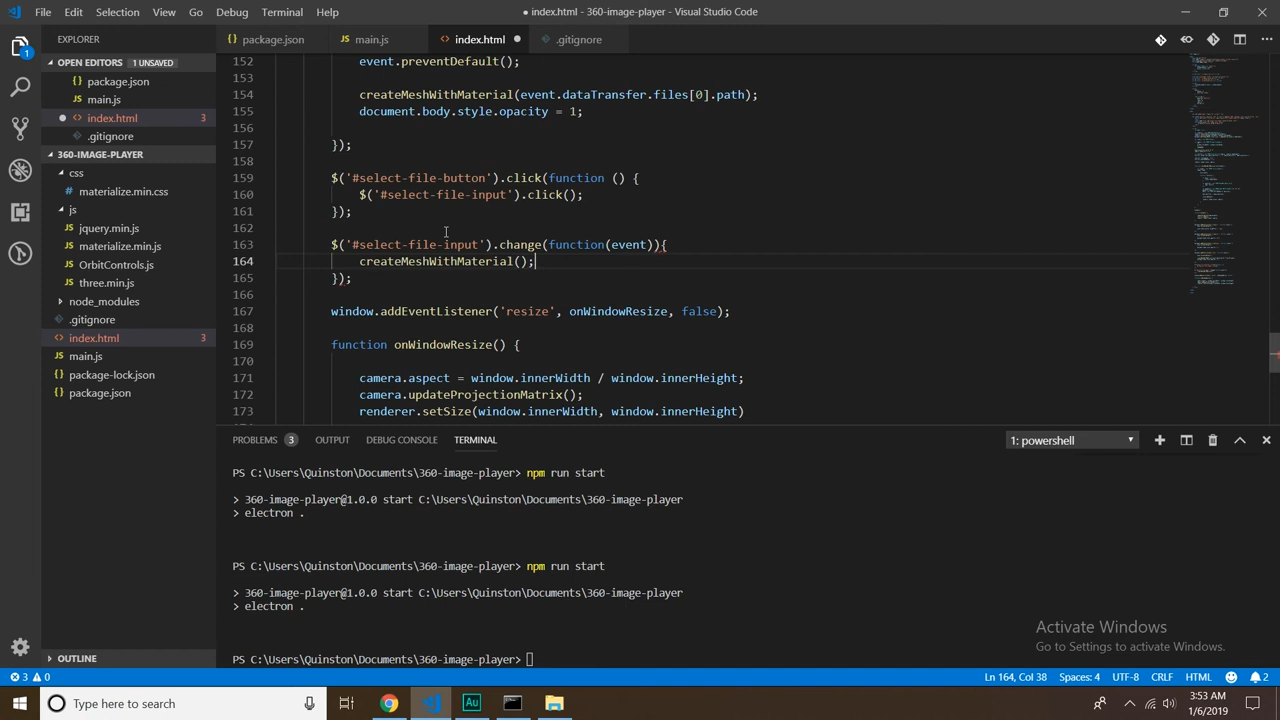 File Edit Selection View Go Debug Terminal Help
● index.html - 360-image-player - Visual Studio Code
EXPLORER
OPEN EDITORS 1 UNSAVED
package.json
main.js
index.html 3
.gitignore
360-IMAGE-PLAYER
css
materialize.min.css
js
jquery.min.js
materialize.min.js
orbitControls.js
three.min.js
node_modules
.gitignore
index.html 3
main.js
package-lock.json
package.json
OUTLINE
package.json main.js index.html .gitignore
152 event.preventDefault();
153
154 createMeshWithMaterial(event.dataTransfer.files[0].path);
155 document.body.style.opacity = 1;
156
157 });
158
159 $('#select-file-button').click(function () {
160 $('#select-file-input').click();
161 });
162
163 $('#select-file-input').change(function(event)){
164 createMeshWithMaterial();
165 });
166
167 window.addEventListener('resize', onWindowResize, false);
168
169 function onWindowResize() {
170
171 camera.aspect = window.innerWidth / window.innerHeight;
172 camera.updateProjectionMatrix();
173 renderer.setSize(window.innerWidth, window.innerHeight)
PROBLEMS 3 OUTPUT DEBUG CONSOLE TERMINAL 1: powershell
PS C:\Users\Quinston\Documents\360-image-player> npm run start
> 360-image-player@1.0.0 start C:\Users\Quinston\Documents\360-image-player
> electron .
PS C:\Users\Quinston\Documents\360-image-player> npm run start
> 360-image-player@1.0.0 start C:\Users\Quinston\Documents\360-image-player
> electron .
PS C:\Users\Quinston\Documents\360-image-player>
Activate Windows
Go to Settings to activate Windows.
3 0 Ln 164, Col 38 Spaces: 4 UTF-8 CRLF HTML 2
Type here to search
3:53 AM
1/6/2019